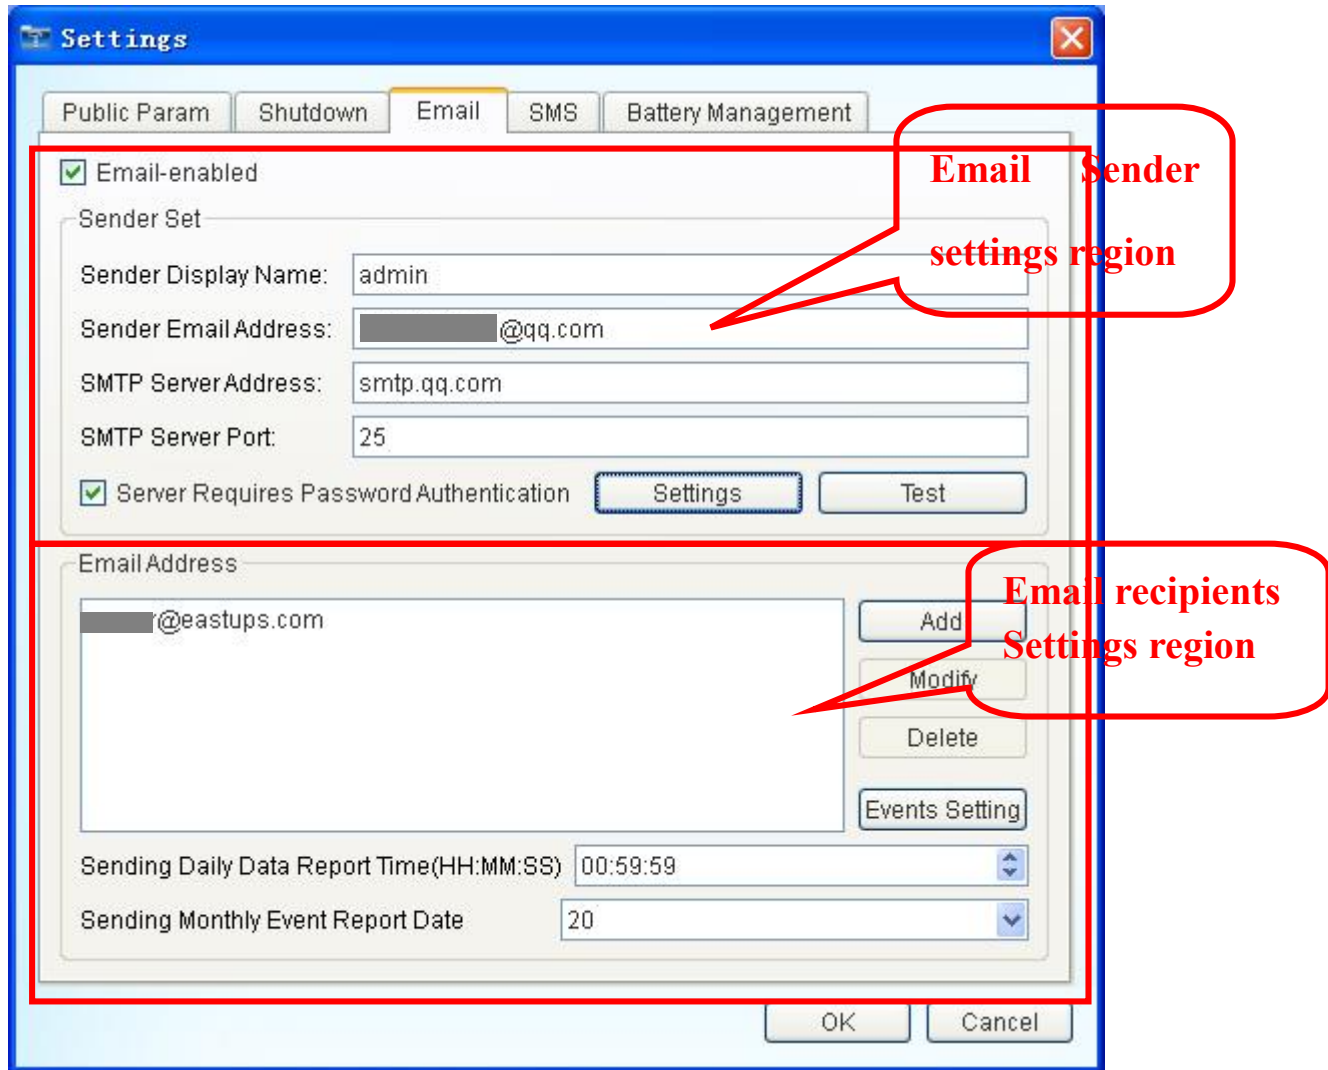 Settings
Public Param Shutdown Email SMS Battery Management
Email-enabled
Email Sender
settings region
Sender Set
Sender Display Name: admin
Sender Email Address: @qq.com
SMTP Server Address: smtp.qq.com
SMTP Server Port: 25
Server Requires Password Authentication Settings Test
Email Address
r@eastups.com
Email recipients
Settings region
Add
Modify
Delete
Events Setting
Sending Daily Data Report Time(HH:MM:SS) 00:59:59
Sending Monthly Event Report Date 20
OK Cancel